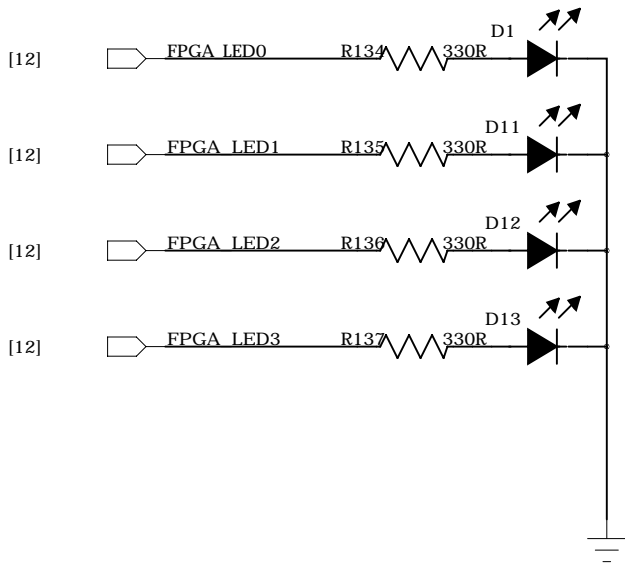 D1
[12] FPGA_LED0 R134 330R
D11
[12] FPGA_LED1 R135 330R
D12
[12] FPGA_LED2 R136 330R
D13
[12] FPGA_LED3 R137 330R